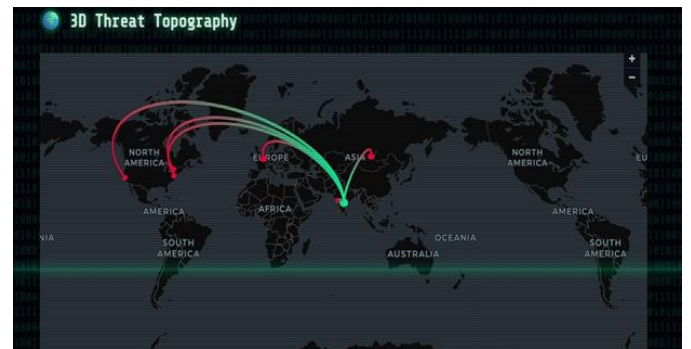 3D Threat Topography
+
-
NORTH
AMERICA
EUROPE
ASIA
NORTH
AMERICA
EU
AMERICA
AFRICA
AMERICA
NIA
SOUTH
AMERICA
OCEANIA
AUSTRALIA
SOUTH
AMERICA